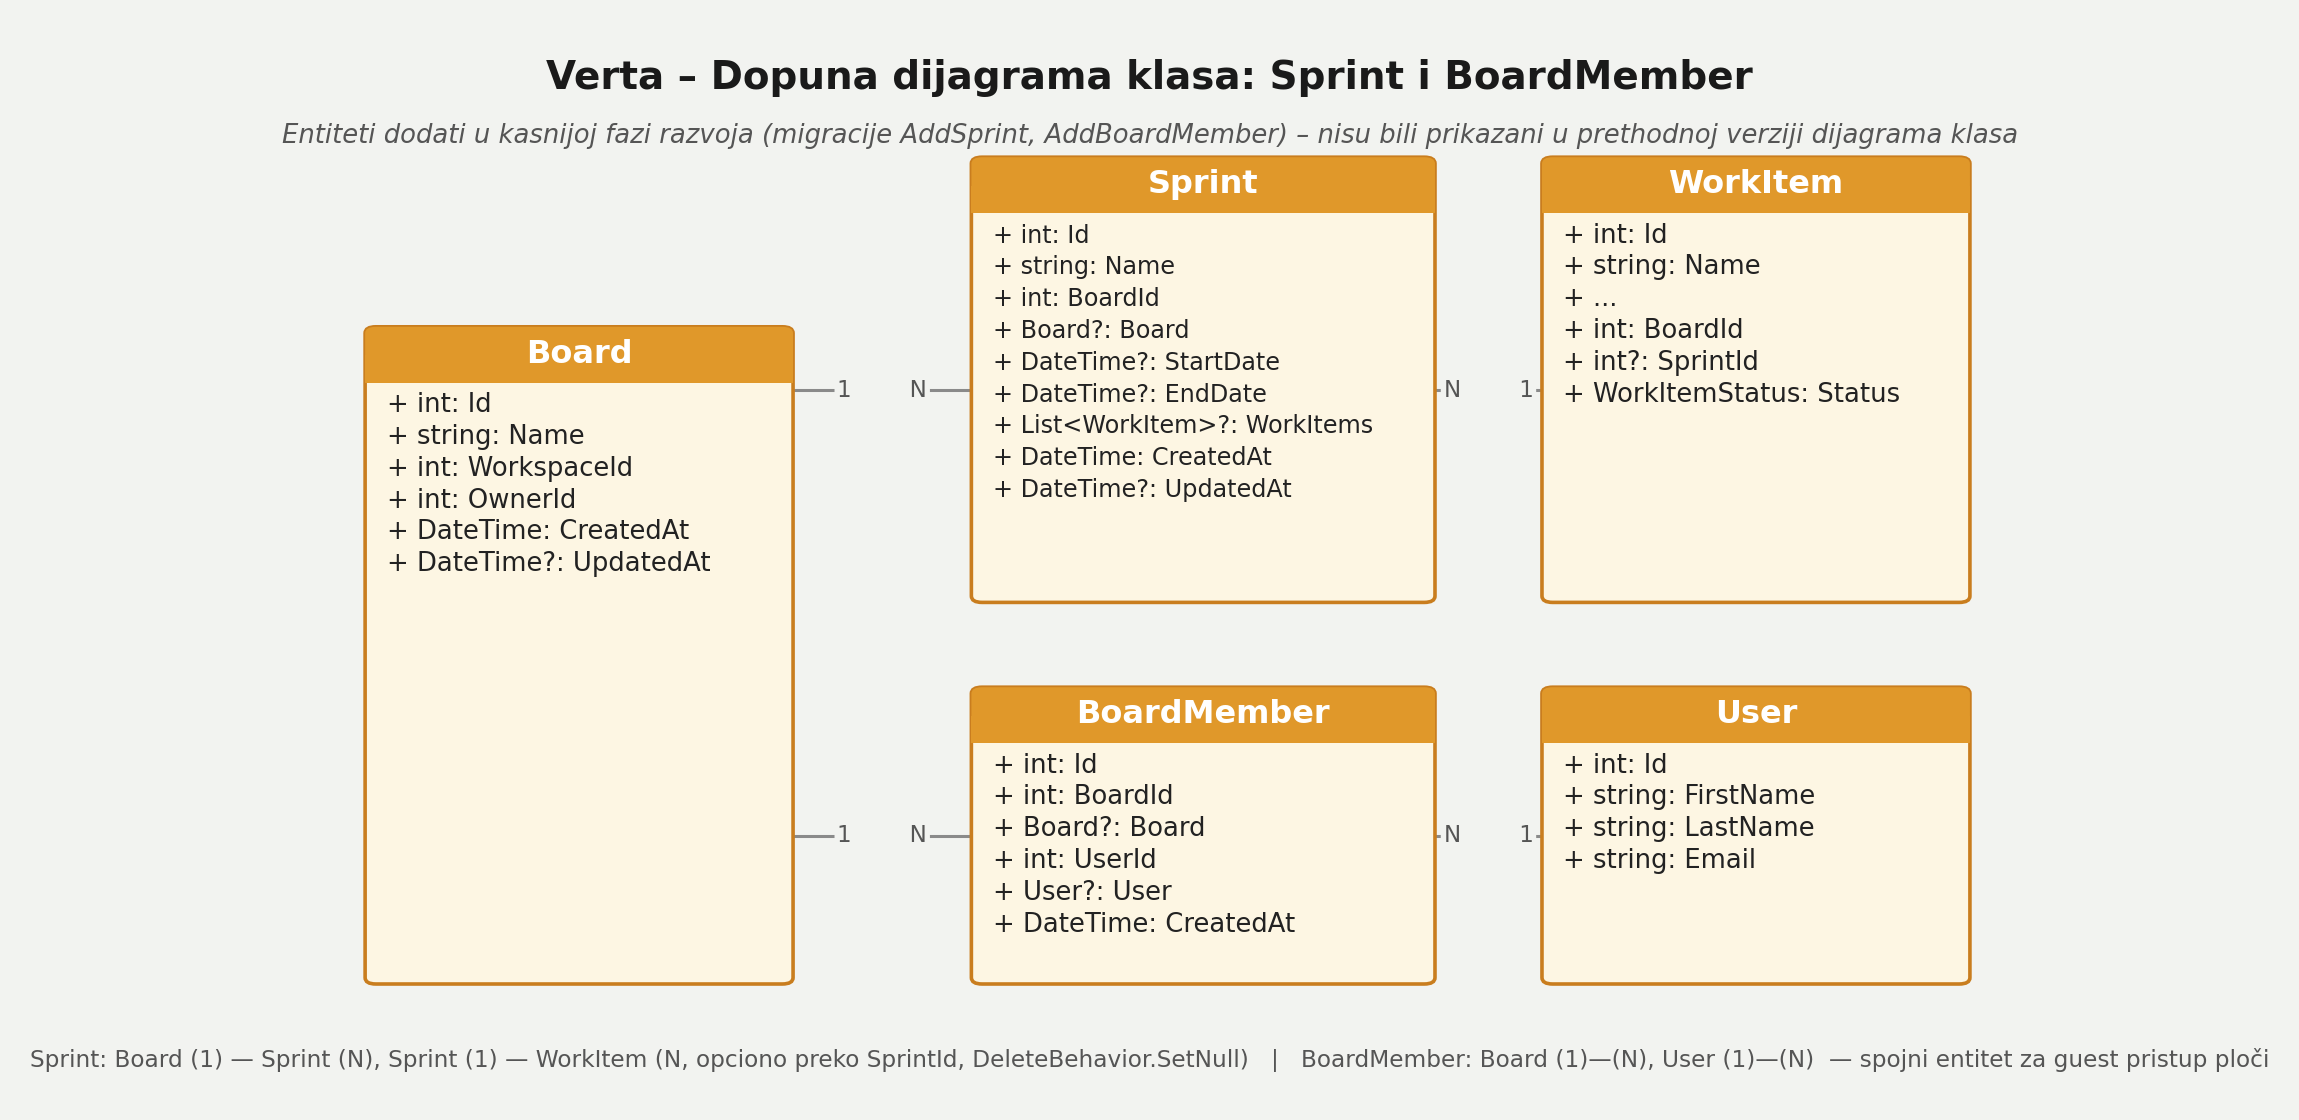 Verta – Dopuna dijagrama klasa: Sprint i BoardMember
Entiteti dodati u kasnijoj fazi razvoja (migracije AddSprint, AddBoardMember) – nisu bili prikazani u prethodnoj verziji dijagrama klasa
Board
+ int: Id
+ string: Name
+ int: WorkspaceId
+ int: OwnerId
+ DateTime: CreatedAt
+ DateTime?: UpdatedAt
1
N
1
N
Sprint
+ int: Id
+ string: Name
+ int: BoardId
+ Board?: Board
+ DateTime?: StartDate
+ DateTime?: EndDate
+ List<WorkItem>?: WorkItems
+ DateTime: CreatedAt
+ DateTime?: UpdatedAt
N
1
WorkItem
+ int: Id
+ string: Name
+ ...
+ int: BoardId
+ int?: SprintId
+ WorkItemStatus: Status
BoardMember
+ int: Id
+ int: BoardId
+ Board?: Board
+ int: UserId
+ User?: User
+ DateTime: CreatedAt
N
1
User
+ int: Id
+ string: FirstName
+ string: LastName
+ string: Email
Sprint: Board (1) — Sprint (N), Sprint (1) — WorkItem (N, opciono preko SprintId, DeleteBehavior.SetNull) | BoardMember: Board (1)—(N), User (1)—(N) — spojni entitet za guest pristup ploči